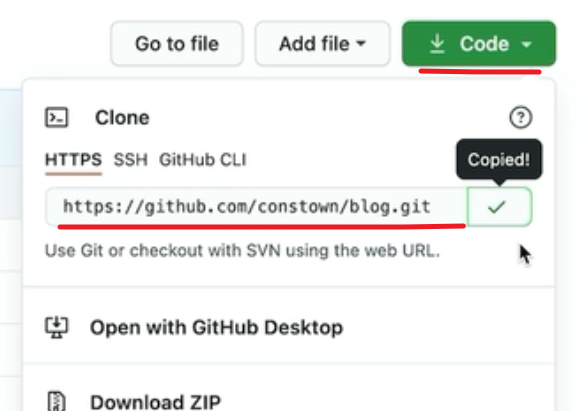 Go to file Add file Code
Clone
HTTPS SSH GitHub CLI Copied!
https://github.com/constown/blog.git
Use Git or checkout with SVN using the web URL.
Open with GitHub Desktop
Download ZIP